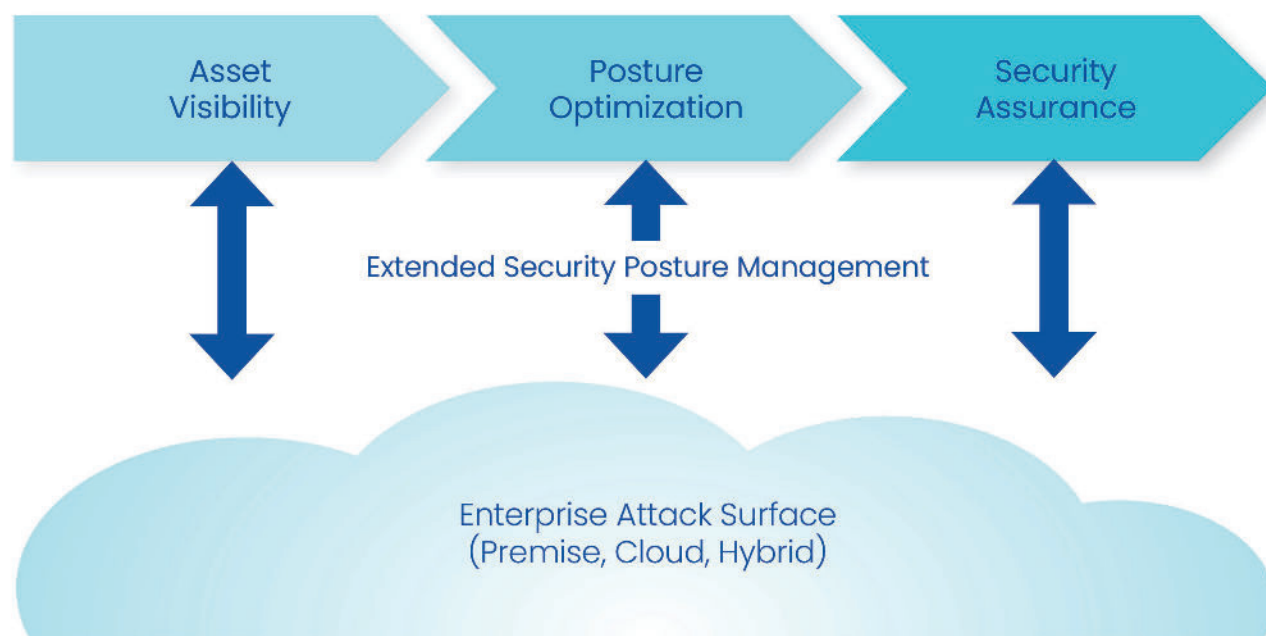 Asset
Visibility
Posture
Optimization
Security
Assurance
Extended Security Posture Management
Enterprise Attack Surface
(Premise, Cloud, Hybrid)